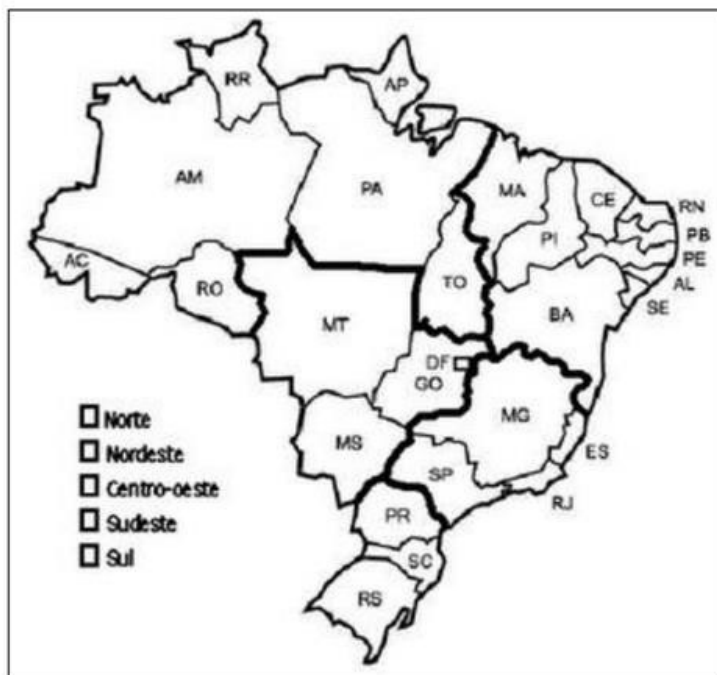 RR
AP
AM
PA
MA
CE
RN
PB
PI
PE
AC
AL
RO
TO
SE
MT
BA
DF
GO
MG
MS
ES
SP
RJ
PR
SC
RS
Norte
Nordeste
Centro-oeste
Sudeste
Sul